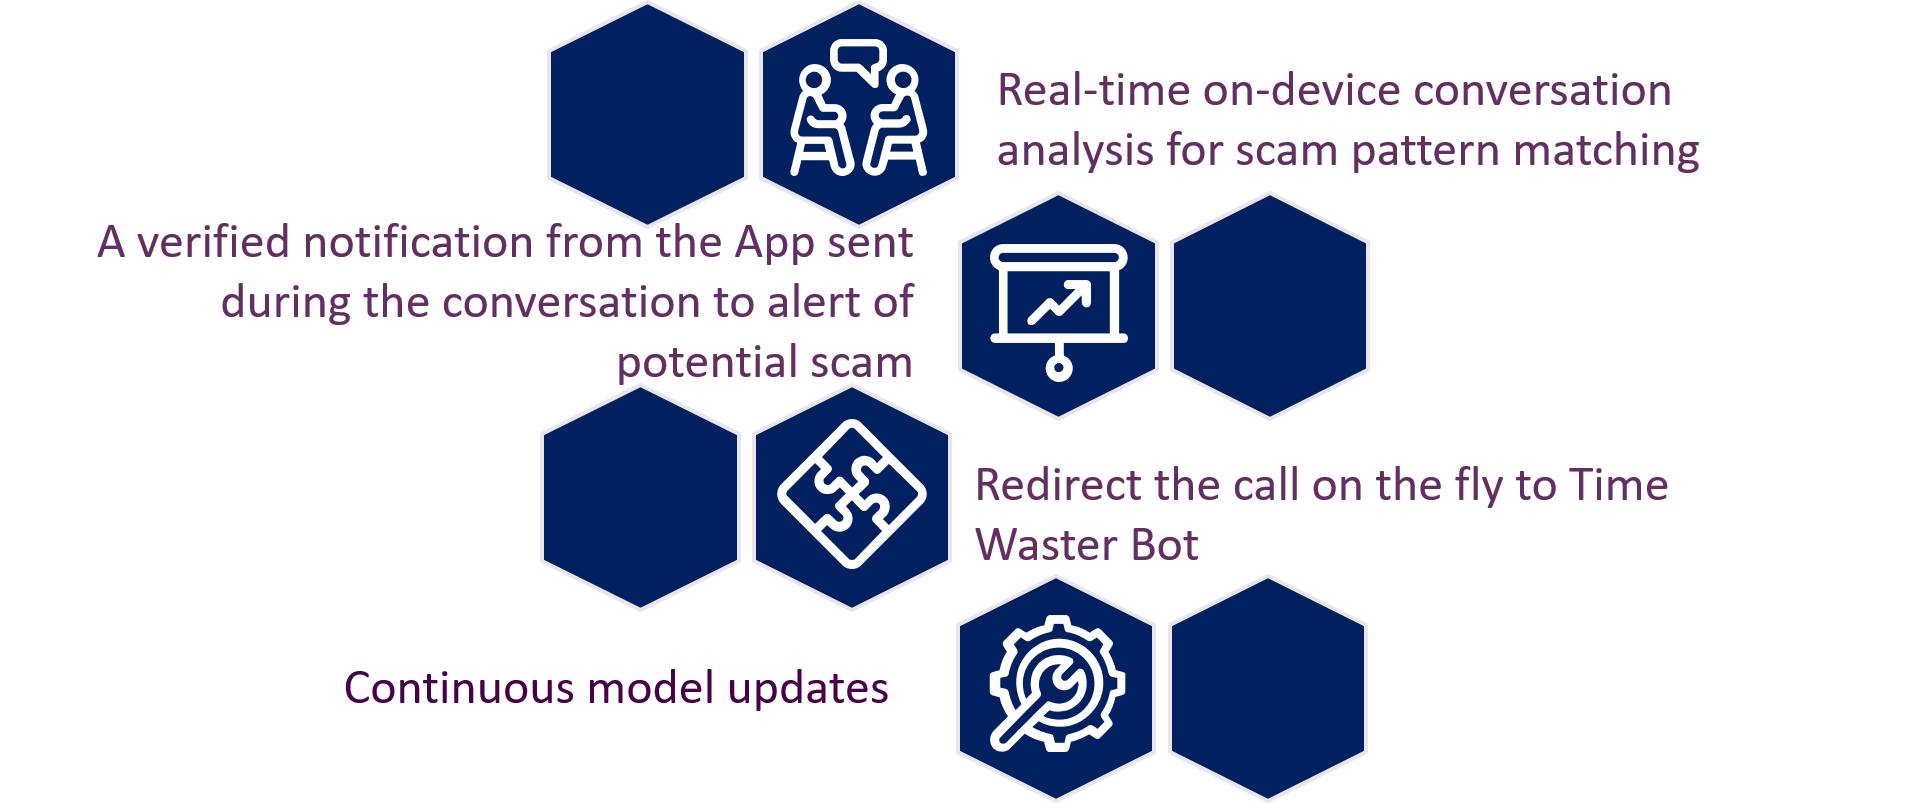 Real-time on-device conversation
analysis for scam pattern matching
A verified notification from the App sent
during the conversation to alert of
potential scam
Redirect the call on the fly to Time
Waster Bot
Continuous model updates